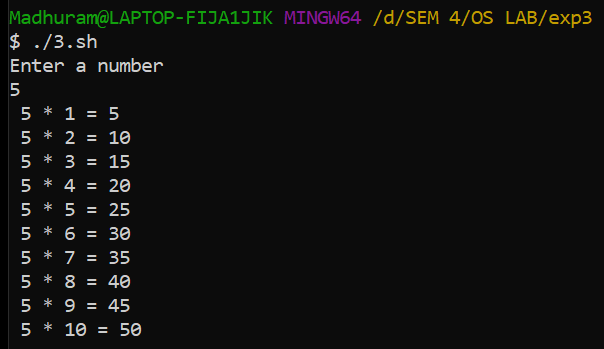 Madhuram@LAPTOP-FIJA1JIK MINGW64 /d/SEM 4/OS LAB/exp3
$ ./3.sh
Enter a number
5
 5 * 1 = 5
 5 * 2 = 10
 5 * 3 = 15
 5 * 4 = 20
 5 * 5 = 25
 5 * 6 = 30
 5 * 7 = 35
 5 * 8 = 40
 5 * 9 = 45
 5 * 10 = 50